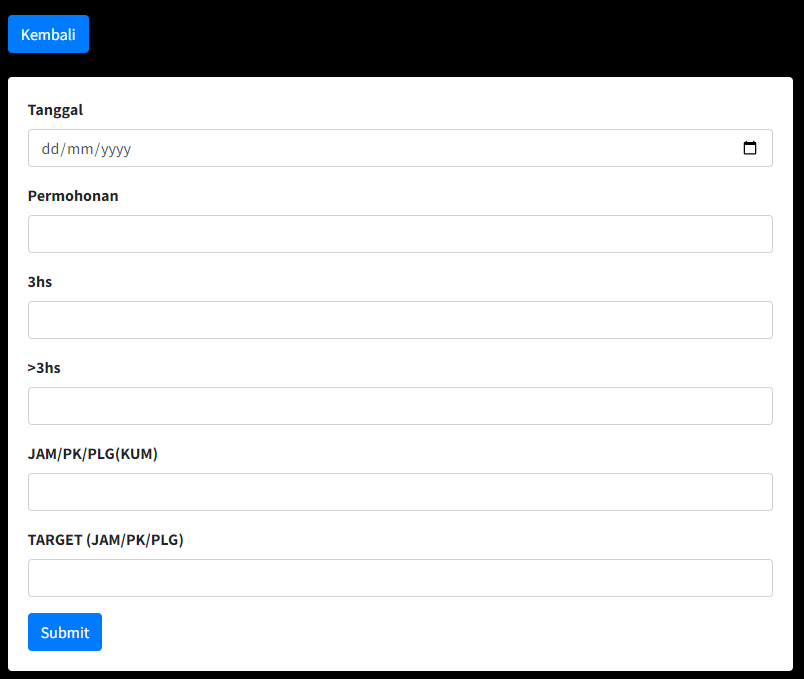 Kembali
Tanggal
dd/mm/yyyy
Permohonan
3hs
>3hs
JAM/PK/PLG(KUM)
TARGET (JAM/PK/PLG)
Submit